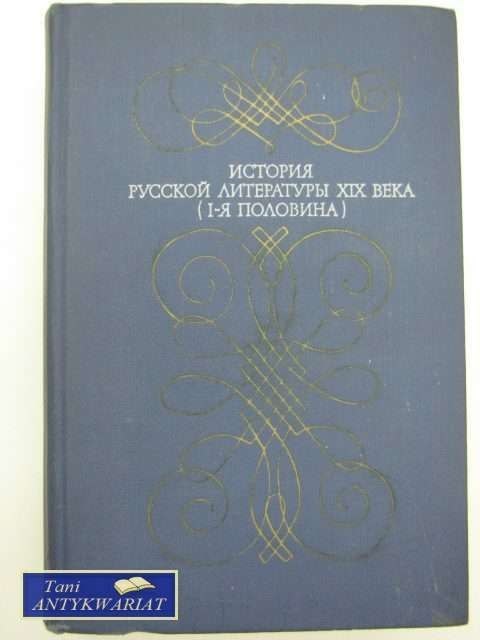 ИСТОРИЯ
РУССКОЙ ЛИТЕРАТУРЫ XIX ВЕКА
(I-Я ПОЛОВИНА)
Tani
ANTYKWARIAT